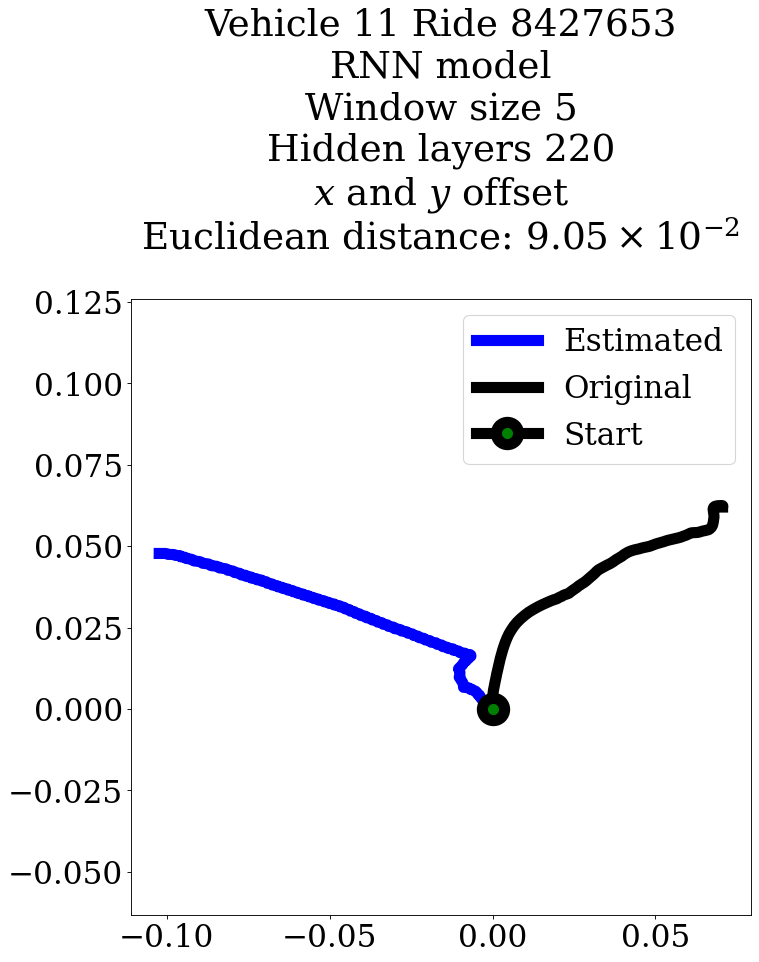 Vehicle 11 Ride 8427653
RNN model
Window size 5
Hidden layers 220
x and y offset
Euclidean distance: 9.05 × 10⁻²
0.125
0.100
0.075
0.050
0.025
0.000
−0.025
−0.050
Estimated
Original
Start
−0.10
−0.05
0.00
0.05